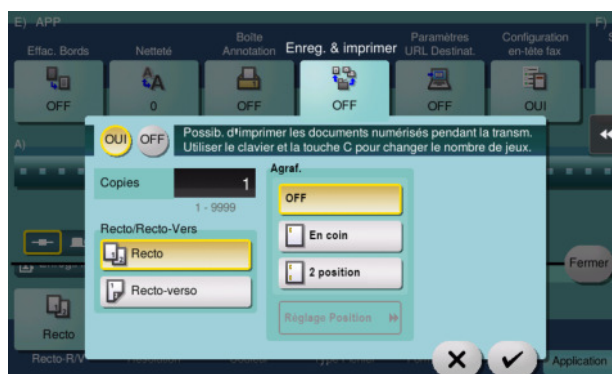 E) APP
F)
Effac. Bords
Netteté
Boîte
Annotation
Enreg. & imprimer
Paramètres
URL Destinat.
Configuration
en-tête fax
OFF
0
OFF
OFF
OFF
OUI
A)
OUI
OFF
Possib. d'imprimer les documents numérisés pendant la transm.
Utiliser le clavier et la touche C pour changer le nombre de jeux.
Copies
1
1 - 9999
Agraf.
OFF
En coin
2 position
Réglage Position
Recto/Recto-Vers
Recto
Recto-verso
Fermer
Recto
Recto-R/V
Application